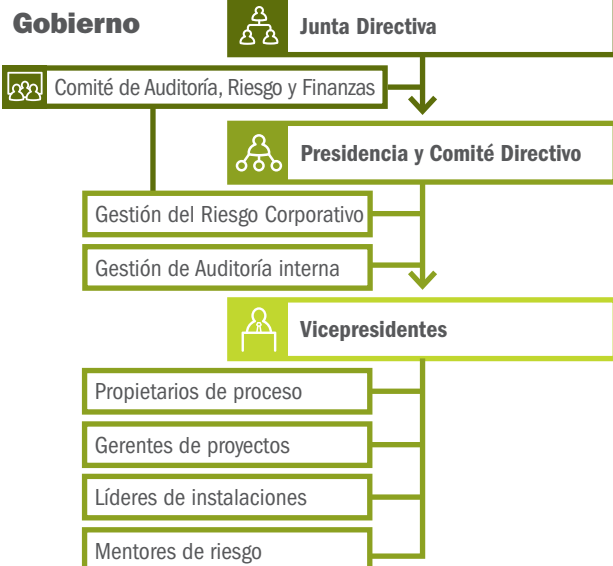 Gobierno
Junta Directiva
Comité de Auditoría, Riesgo y Finanzas
Presidencia y Comité Directivo
Gestión del Riesgo Corporativo
Gestión de Auditoría interna
Vicepresidentes
Propietarios de proceso
Gerentes de proyectos
Líderes de instalaciones
Mentores de riesgo